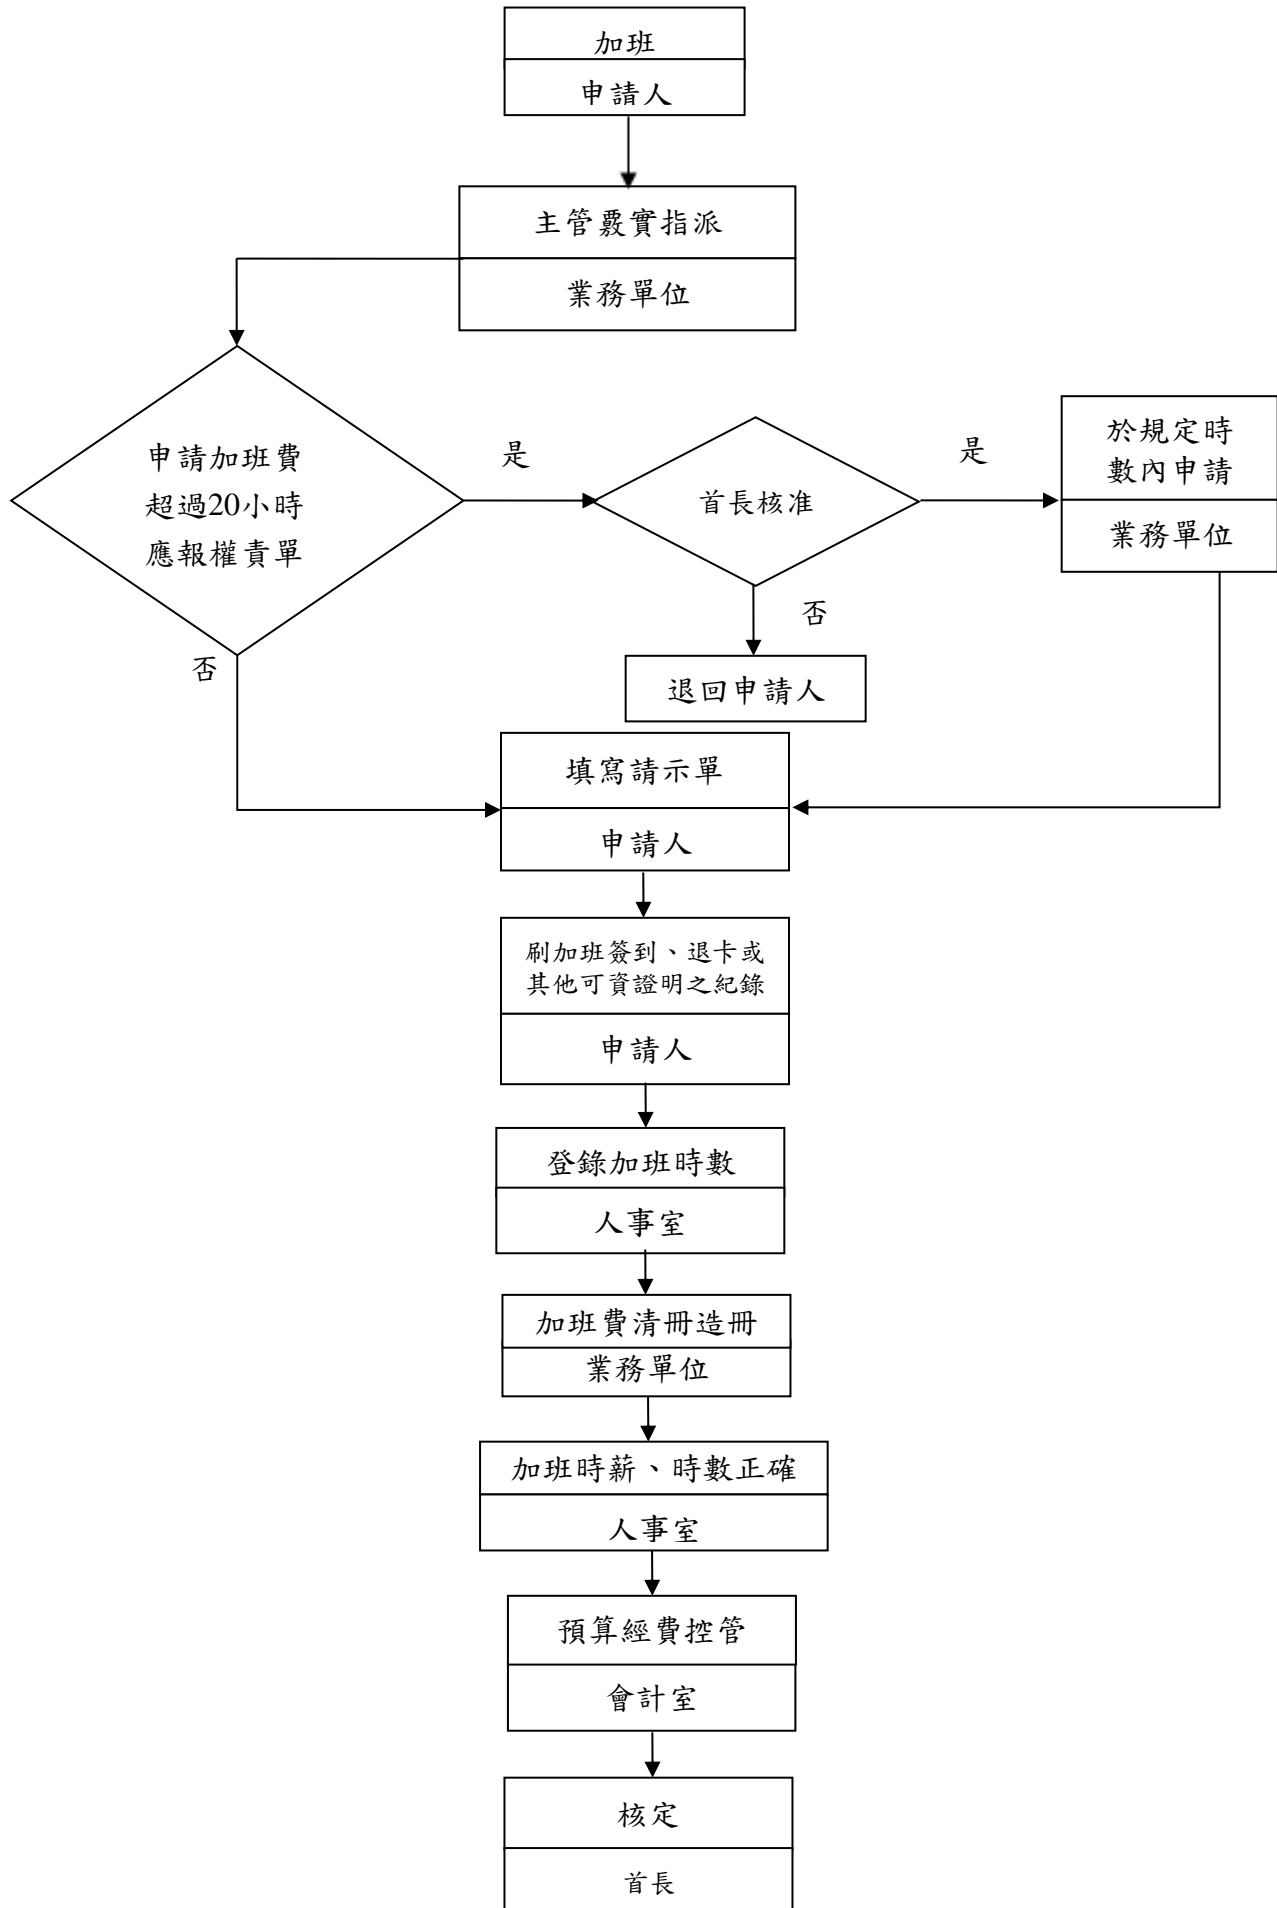 加班
申請人
主管覈實指派
業務單位
申請加班費
超過20小時
應報權責單
是
首長核准
是
於規定時
數內申請
業務單位
否
否
退回申請人
填寫請示單
申請人
刷加班簽到、退卡或
其他可資證明之紀錄
申請人
登錄加班時數
人事室
加班費清冊造冊
業務單位
加班時薪、時數正確
人事室
預算經費控管
會計室
核定
首長